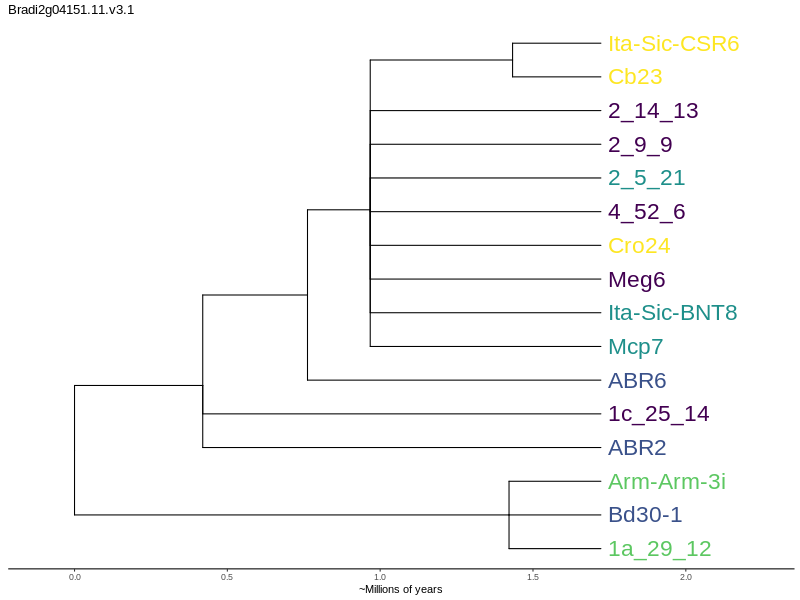 Bradi2g04151.11.v3.1
Ita-Sic-CSR6
Cb23
2_14_13
2_9_9
2_5_21
4_52_6
Cro24
Meg6
Ita-Sic-BNT8
Mcp7
ABR6
1c_25_14
ABR2
Arm-Arm-3i
Bd30-1
1a_29_12
0.0 0.5 1.0 1.5 2.0
~Millions of years